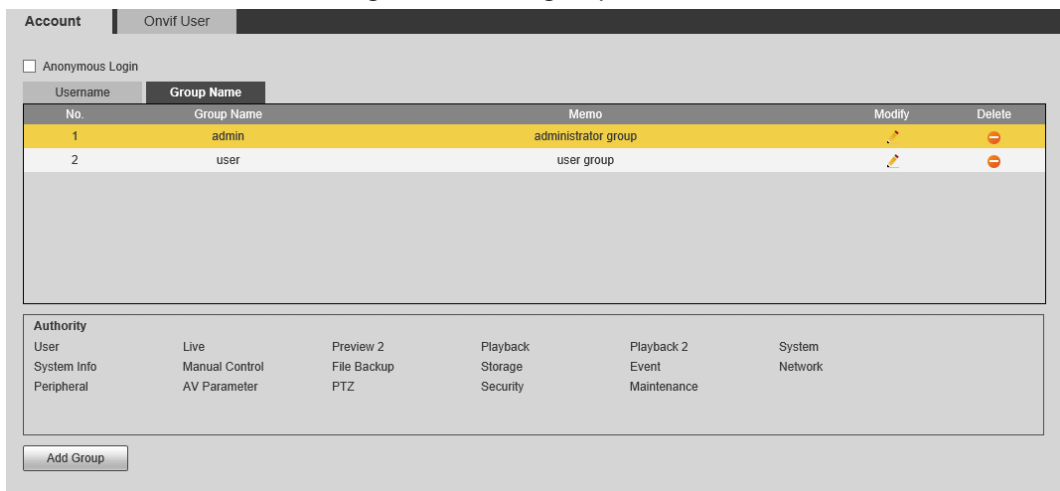 Account Onvif User
Anonymous Login
Username Group Name
No. Group Name Memo Modify Delete
1 admin administrator group
2 user user group
Authority
User Live Preview 2 Playback Playback 2 System
System Info Manual Control File Backup Storage Event Network
Peripheral AV Parameter PTZ Security Maintenance
Add Group